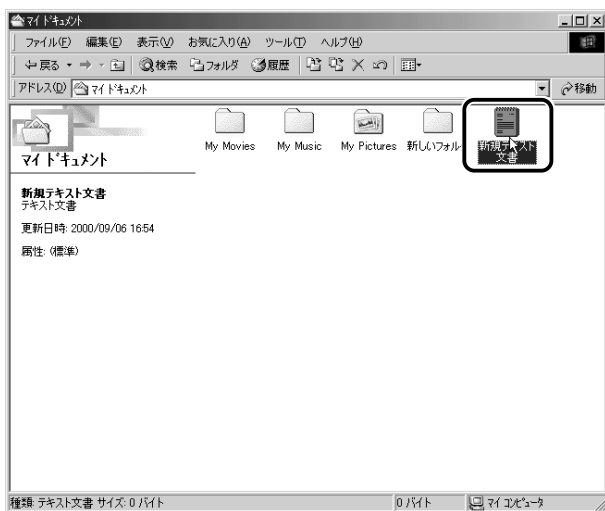 マイ ドキュメント
ファイル(F) 編集(E) 表示(V) お気に入り(A) ツール(T) ヘルプ(H)
戻る 検索 フォルダ 履歴
アドレス(D) マイ ドキュメント 移動
My Movies My Music My Pictures 新しいフォル 新規テキスト
文書
マイ ドキュメント
新規テキスト文書
テキスト文書
更新日時: 2000/09/06 16:54
属性: (標準)
種類: テキスト文書 サイズ: 0 バイト 0 バイト マイ コンピュータ